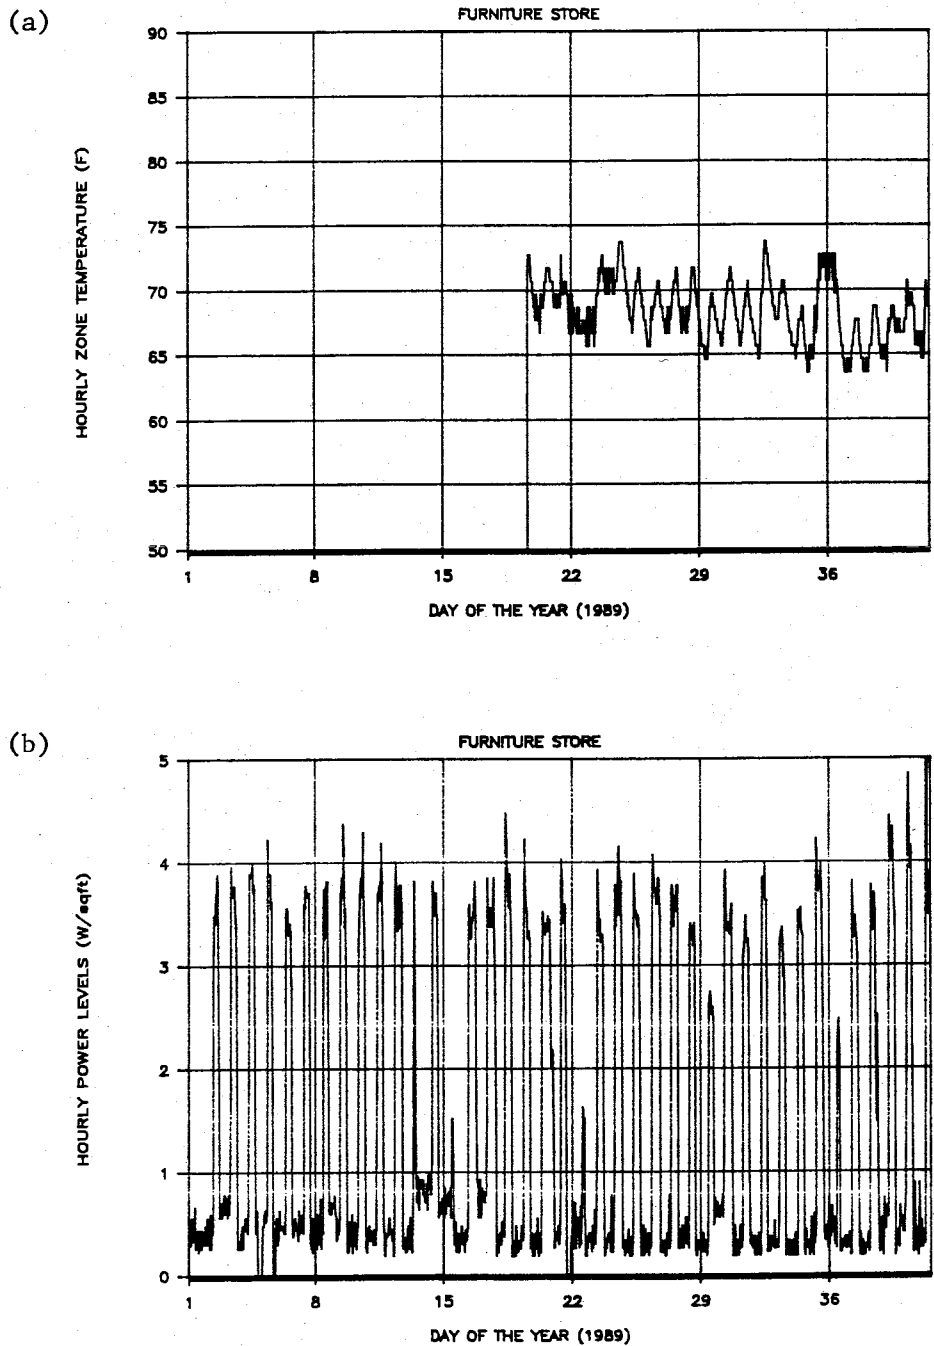 (a)
FURNITURE STORE
90
85
80
75
70
65
60
55
50
HOURLY ZONE TEMPERATURE (F)
1 8 15 22 29 36
DAY OF THE YEAR (1989)
(b)
FURNITURE STORE
5
4
3
2
1
0
HOURLY POWER LEVELS (W/sqft)
1 8 15 22 29 36
DAY OF THE YEAR (1989)